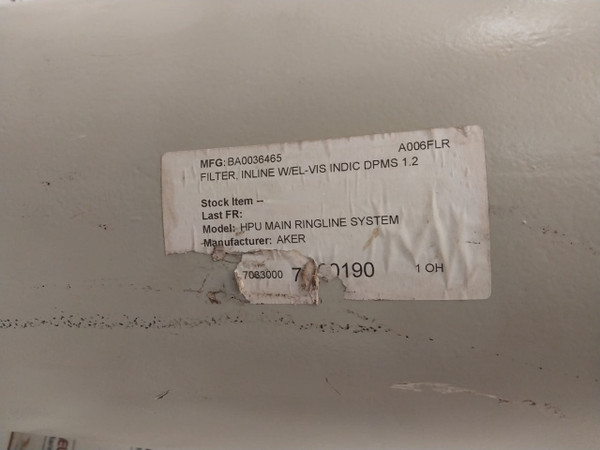 A006FLR
MFG: BA0036465
FILTER, INLINE W/EL-VIS INDIC DPMS 1.2
Stock Item --
Last FR:
Model: HPU MAIN RINGLINE SYSTEM
Manufacturer: AKER
7083000 0190 1 OH